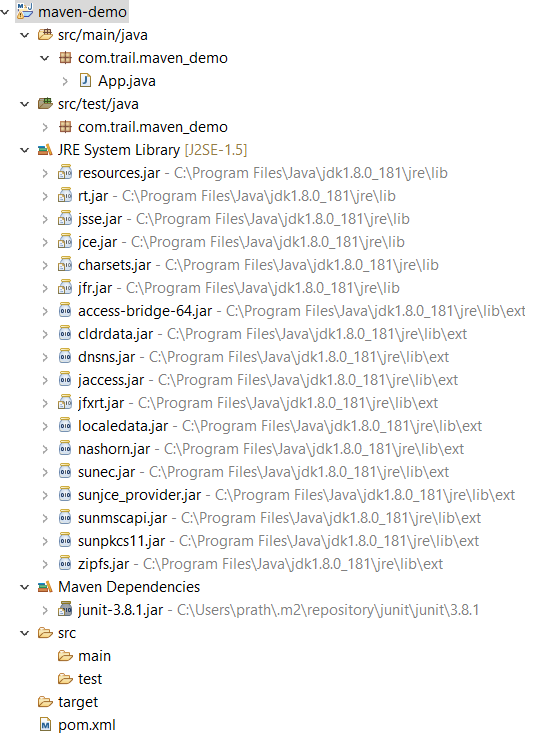 maven-demo
src/main/java
com.trail.maven_demo
App.java
src/test/java
com.trail.maven_demo
JRE System Library [J2SE-1.5]
resources.jar - C:\Program Files\Java\jdk1.8.0_181\jre\lib
rt.jar - C:\Program Files\Java\jdk1.8.0_181\jre\lib
jsse.jar - C:\Program Files\Java\jdk1.8.0_181\jre\lib
jce.jar - C:\Program Files\Java\jdk1.8.0_181\jre\lib
charsets.jar - C:\Program Files\Java\jdk1.8.0_181\jre\lib
jfr.jar - C:\Program Files\Java\jdk1.8.0_181\jre\lib
access-bridge-64.jar - C:\Program Files\Java\jdk1.8.0_181\jre\lib\ext
cldrdata.jar - C:\Program Files\Java\jdk1.8.0_181\jre\lib\ext
dnsns.jar - C:\Program Files\Java\jdk1.8.0_181\jre\lib\ext
jaccess.jar - C:\Program Files\Java\jdk1.8.0_181\jre\lib\ext
jfxrt.jar - C:\Program Files\Java\jdk1.8.0_181\jre\lib\ext
localedata.jar - C:\Program Files\Java\jdk1.8.0_181\jre\lib\ext
nashorn.jar - C:\Program Files\Java\jdk1.8.0_181\jre\lib\ext
sunec.jar - C:\Program Files\Java\jdk1.8.0_181\jre\lib\ext
sunjce_provider.jar - C:\Program Files\Java\jdk1.8.0_181\jre\lib\ext
sunmscapi.jar - C:\Program Files\Java\jdk1.8.0_181\jre\lib\ext
sunpkcs11.jar - C:\Program Files\Java\jdk1.8.0_181\jre\lib\ext
zipfs.jar - C:\Program Files\Java\jdk1.8.0_181\jre\lib\ext
Maven Dependencies
junit-3.8.1.jar - C:\Users\prath\.m2\repository\junit\junit\3.8.1
src
main
test
target
pom.xml